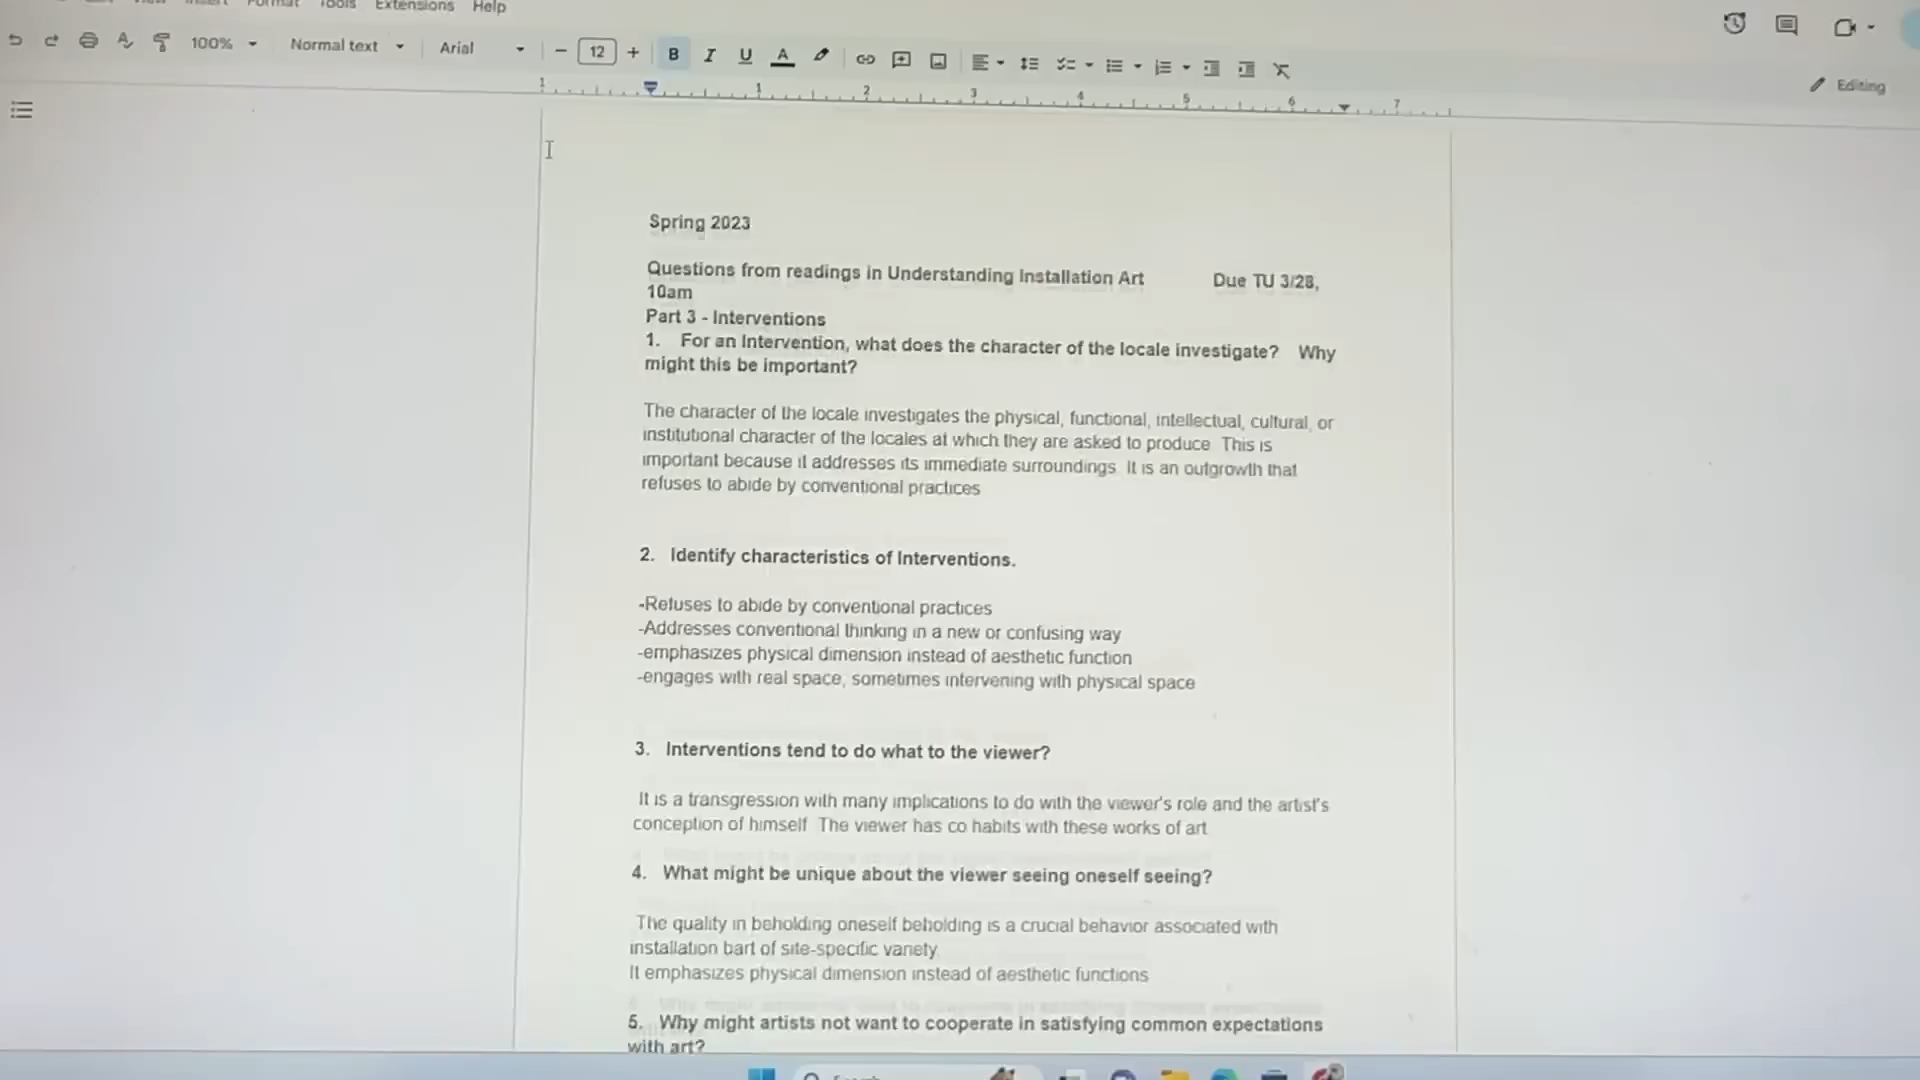 Format Tools Extensions Help
100% Normal text Arial 12 B I U A
Editing
1 1 2 3 4 5 6 7
Spring 2023
Questions from readings in Understanding Installation Art Due TU 3/28,
10am
Part 3 - Interventions
1. For an Intervention, what does the character of the locale investigate? Why
might this be important?
The character of the locale investigates the physical, functional, intellectual, cultural, or
institutional character of the locales at which they are asked to produce. This is
important because it addresses its immediate surroundings. It is an outgrowth that
refuses to abide by conventional practices
2. Identify characteristics of Interventions.
-Refuses to abide by conventional practices
-Addresses conventional thinking in a new or confusing way
-emphasizes physical dimension instead of aesthetic function
-engages with real space, sometimes intervening with physical space
3. Interventions tend to do what to the viewer?
It is a transgression with many implications to do with the viewer's role and the artist's
conception of himself. The viewer has co habits with these works of art
4. What might be unique about the viewer seeing oneself seeing?
The quality in beholding oneself beholding is a crucial behavior associated with
installation bart of site-specific variety.
It emphasizes physical dimension instead of aesthetic functions
5. Why might artists not want to cooperate in satisfying common expectations
with art?